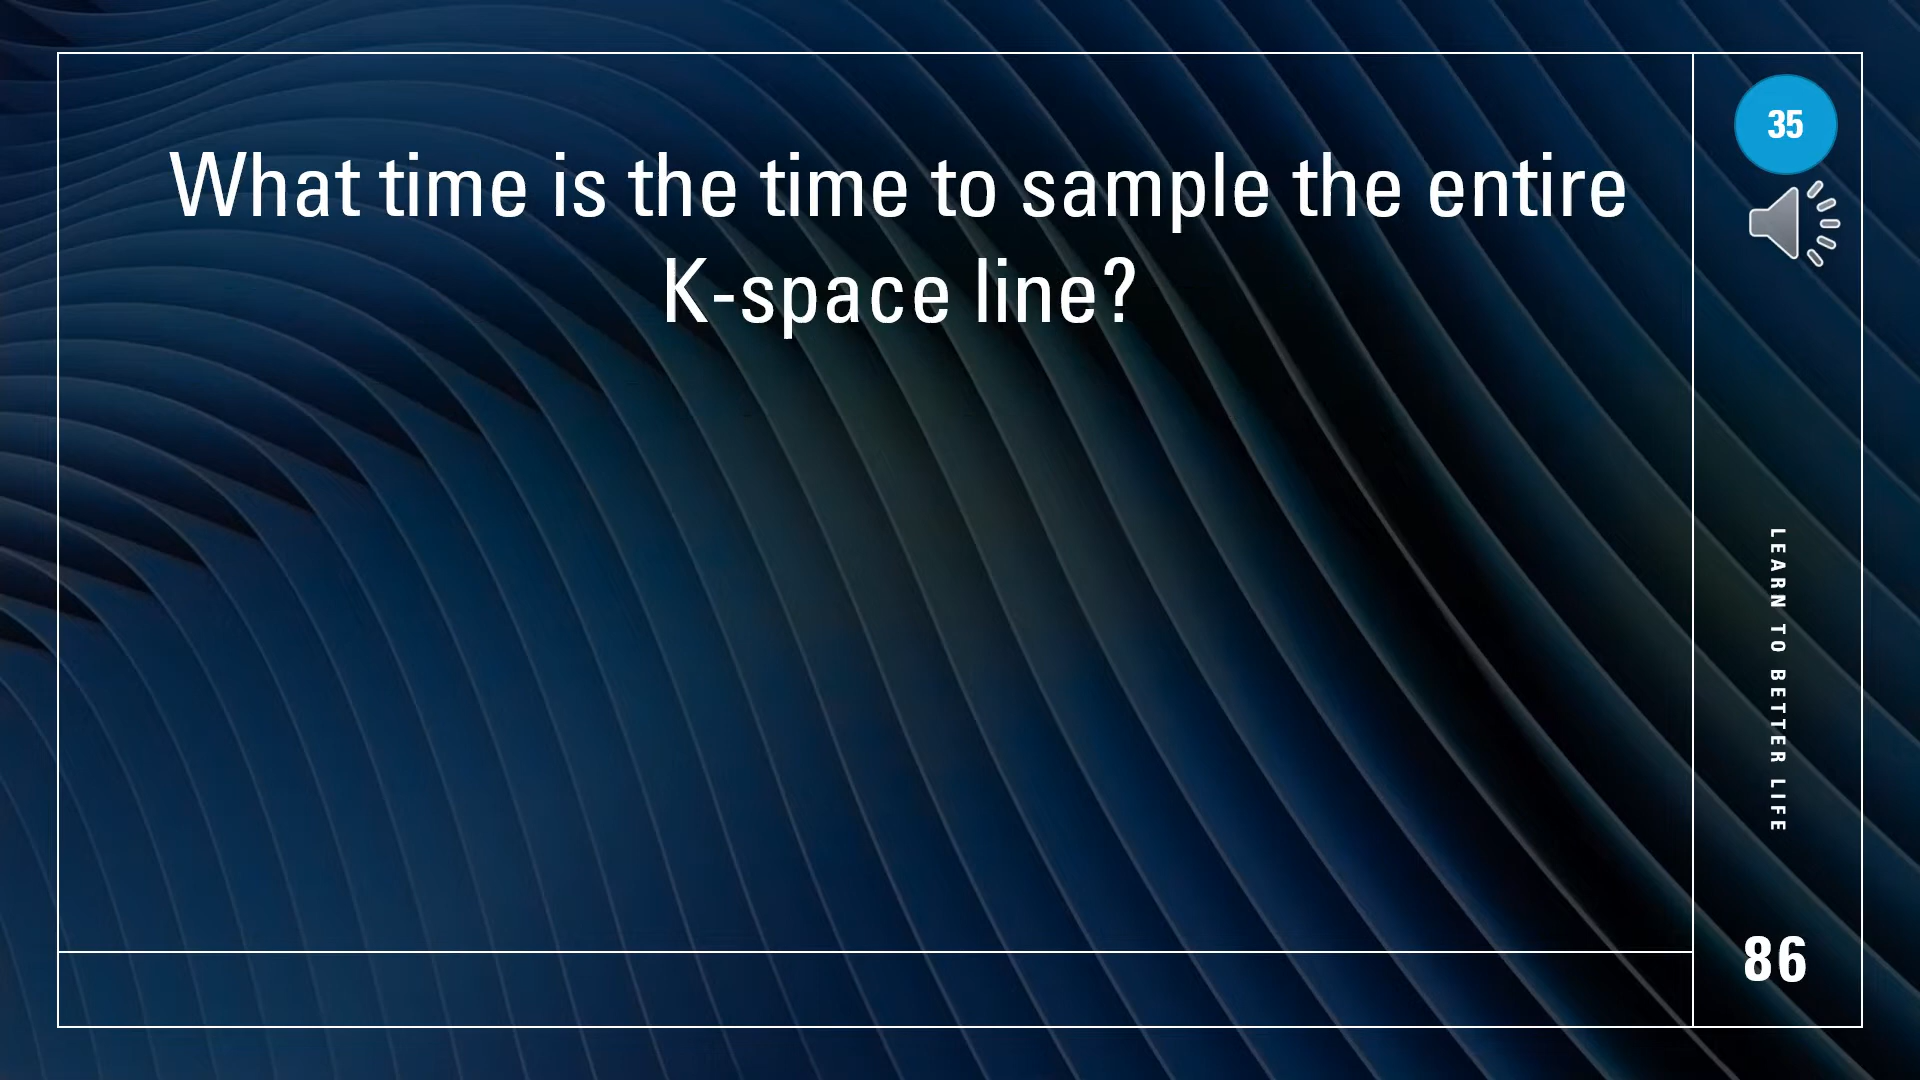 What time is the time to sample the entire
K-space line?
35
LEARN TO BETTER LIFE
86